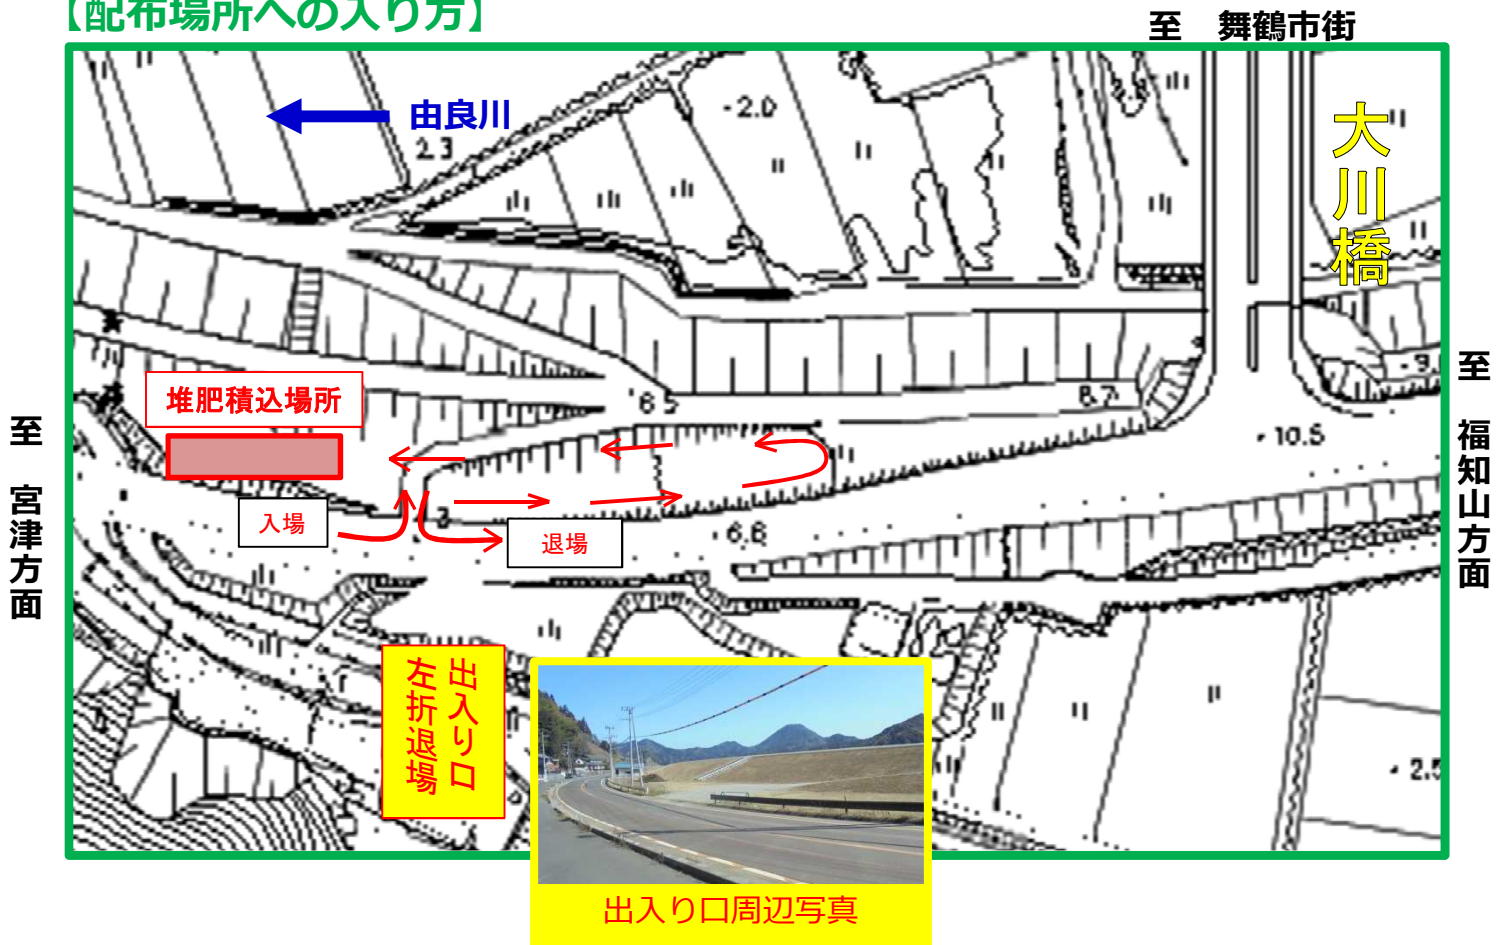 【配布場所への入り方】
至 舞鶴市街
由良川
大川橋
2.3
2.0
堆肥積込場所
6.5
8.7
10.5
至 宮津方面
至 福知山方面
入場
退場
6.6
出入り口
左折退場
出入り口周辺写真